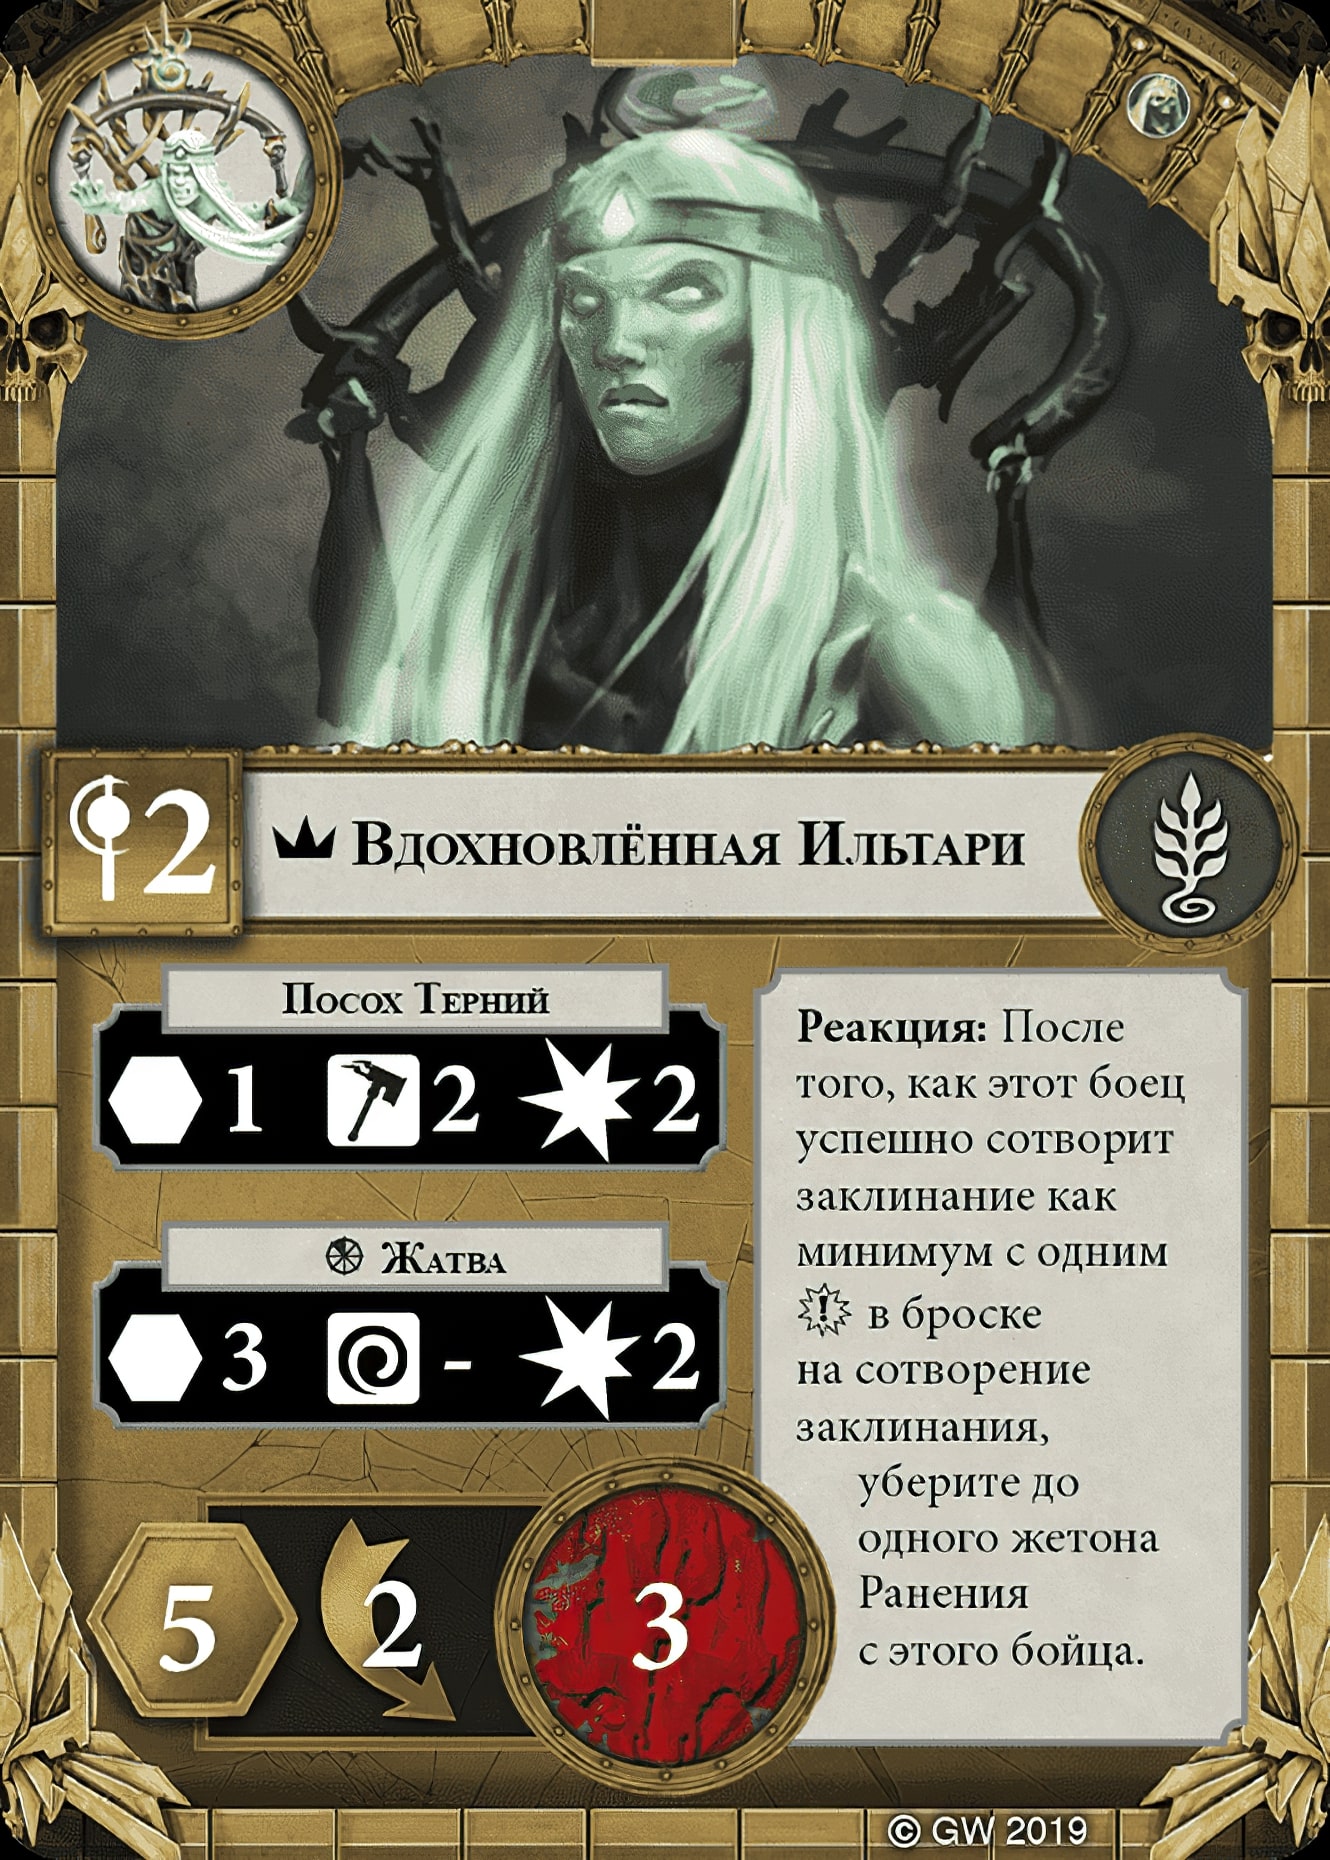 2
Вдохновлённая Ильтари
Посох Терний
1 2 2
Жатва
3 - 2
5 2 3
Реакция: После
того, как этот боец
успешно сотворит
заклинание как
минимум с одним
в броске
на сотворение
заклинания,
уберите до
одного жетона
Ранения
с этого бойца.
© GW 2019